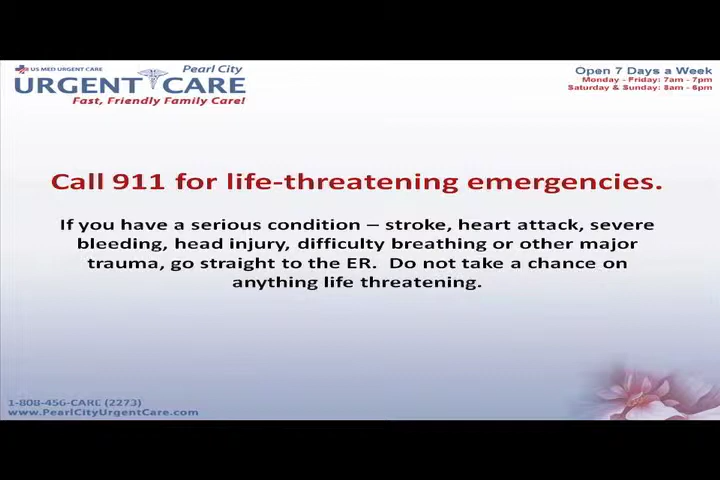 US MED URGENT CARE
Pearl City
URGENT CARE
Fast, Friendly Family Care!
Open 7 Days a Week
Monday - Friday: 7am - 7pm
Saturday & Sunday: 8am - 6pm
Call 911 for life-threatening emergencies.
If you have a serious condition – stroke, heart attack, severe
bleeding, head injury, difficulty breathing or other major
trauma, go straight to the ER. Do not take a chance on
anything life threatening.
1-808-456-CARE (2273)
www.PearlCityUrgentCare.com